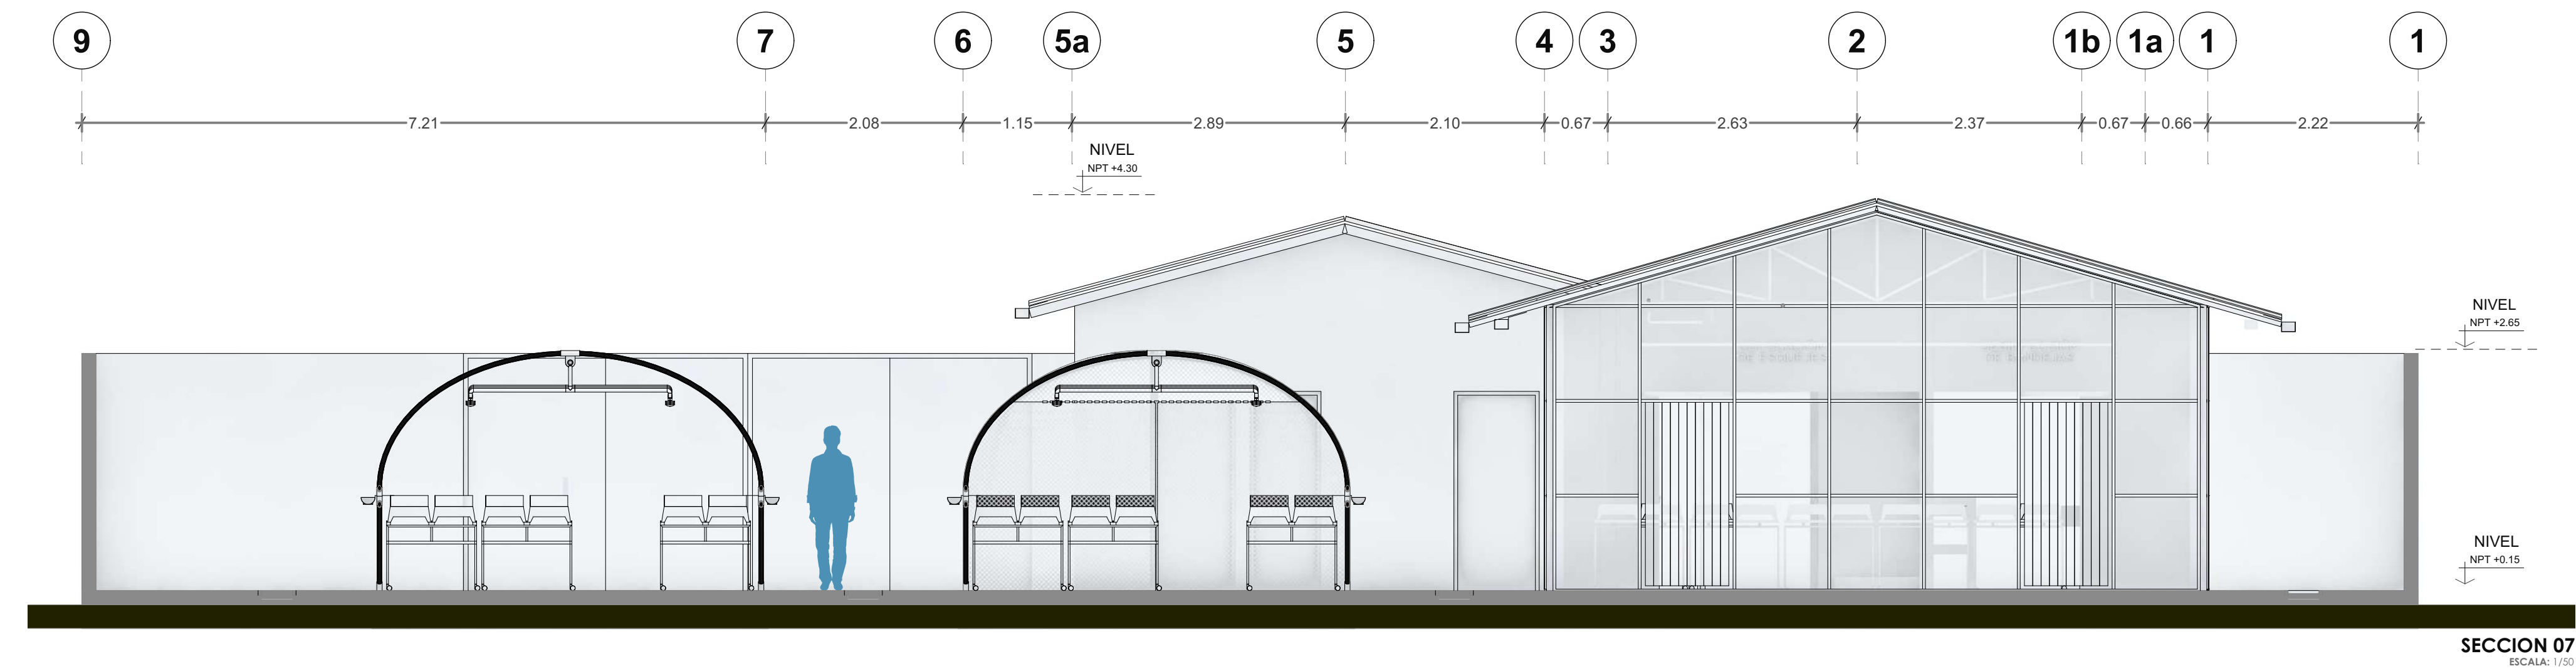 9 7 6 5a 5 4 3 2 1b 1a 1 1
7.21 2.08 1.15 2.89 2.10 0.67 2.63 2.37 0.67 0.66 2.22
NIVEL
NPT +4.30
NIVEL
NPT +2.65
NIVEL
NPT +0.15
SECCION 07
ESCALA: 1/50